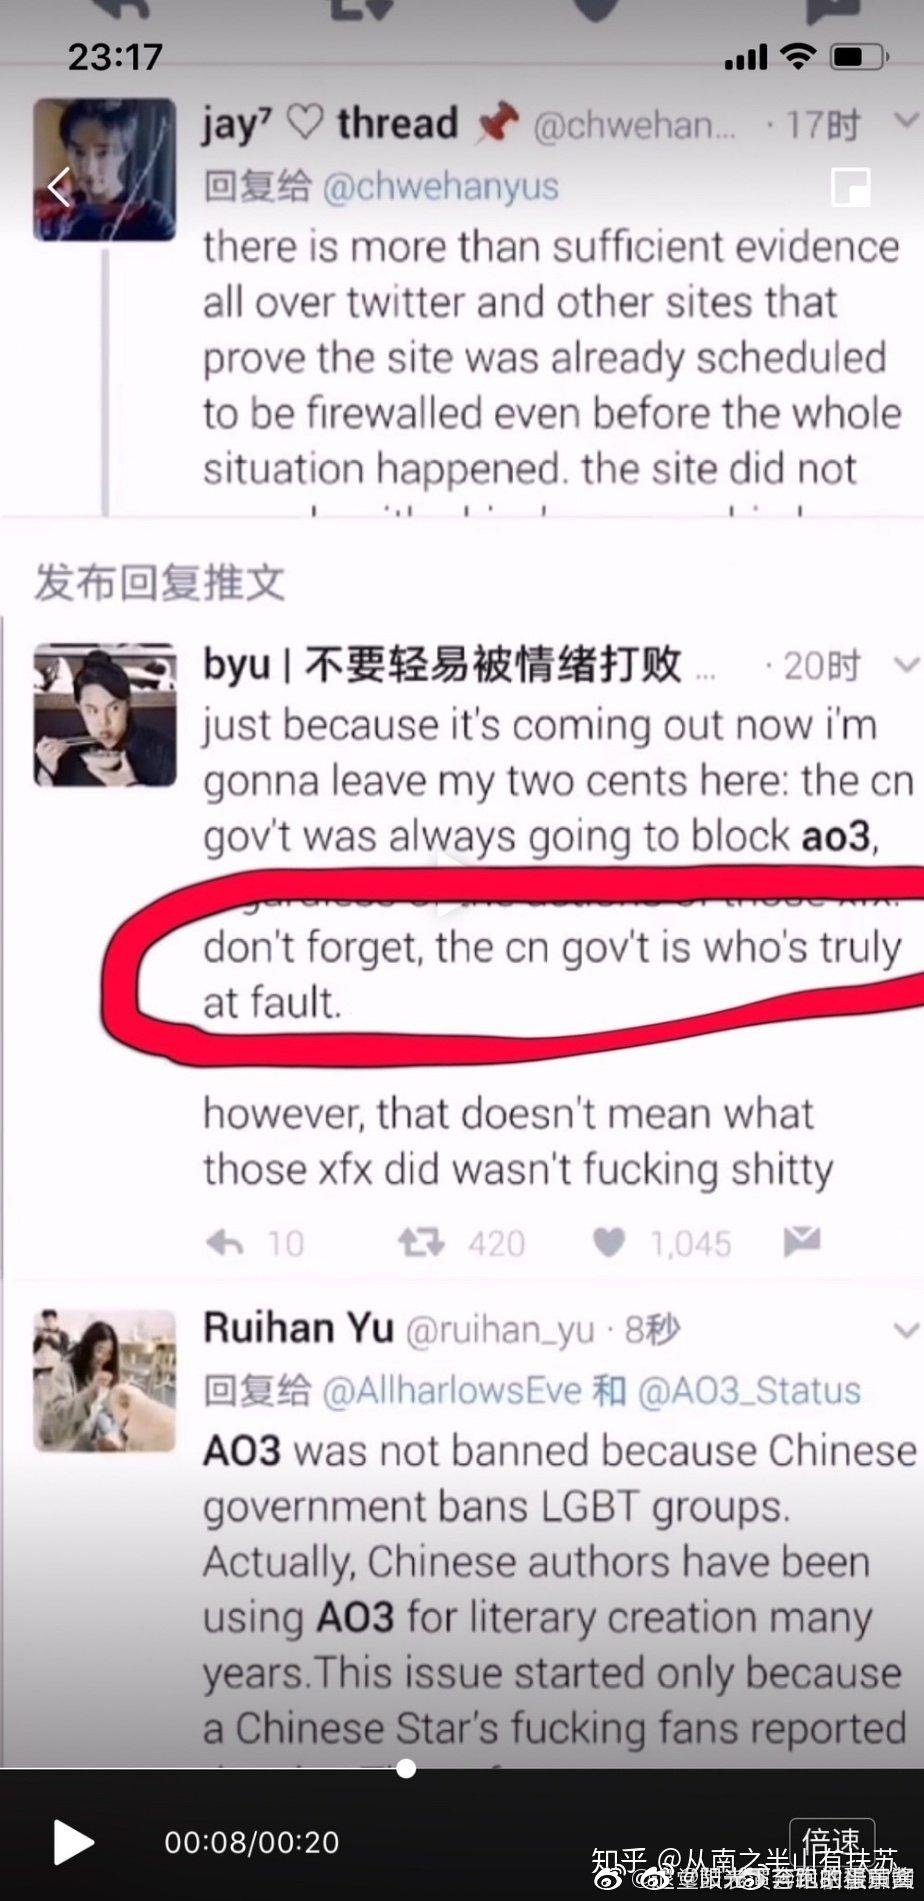 23:17
jay⁷ ♡ thread 📌 @chwehan... · 17时
回复给 @chwehanyus
there is more than sufficient evidence
all over twitter and other sites that
prove the site was already scheduled
to be firewalled even before the whole
situation happened. the site did not
发布回复推文
byu | 不要轻易被情绪打败 ... · 20时
just because it's coming out now i'm
gonna leave my two cents here: the cn
gov't was always going to block ao3,
don't forget, the cn gov't is who's truly
at fault.
however, that doesn't mean what
those xfx did wasn't fucking shitty
10 420 1,045
Ruihan Yu @ruihan_yu · 8秒
回复给 @AllharlowsEve 和 @AO3_Status
AO3 was not banned because Chinese
government bans LGBT groups.
Actually, Chinese authors have been
using AO3 for literary creation many
years.This issue started only because
a Chinese Star's fucking fans reported
00:08/00:20
倍速
知乎 @从南之半山有扶苏